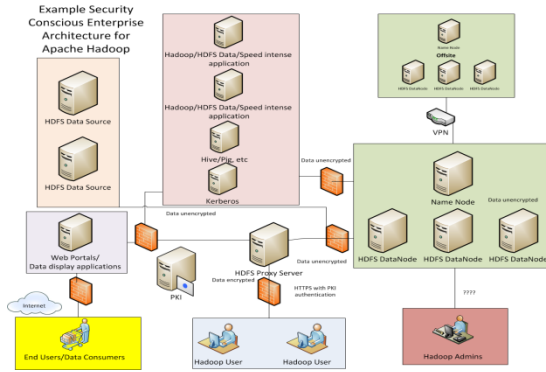 Example Security
Conscious Enterprise
Architecture for
Apache Hadoop
HDFS Data Source
HDFS Data Source
Hadoop/HDFS Data/Speed intense
application
Hadoop/HDFS Data/Speed intense
application
Hive/Pig, etc
Kerberos
Name Node
Offsite
HDFS DataNode
HDFS DataNode
HDFS DataNode
VPN
Data unencrypted
Name Node
Data unencrypted
HDFS DataNode
HDFS DataNode
HDFS DataNode
Data unencrypted
Web Portals/
Data display applications
PKI
HDFS Proxy Server
Data unencrypted
Data encrypted
HTTPS with PKI
authentication
????
Internet
End Users/Data Consumers
Hadoop User
Hadoop User
Hadoop Admins